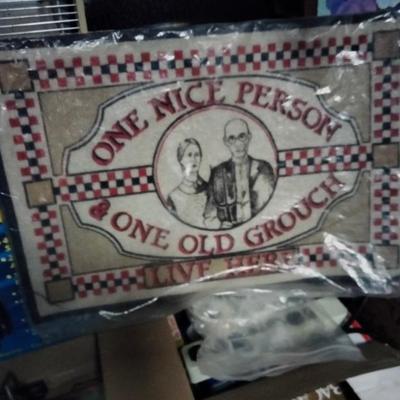 ONE NICE PERSON
& ONE OLD GROUCH
LIVE HERE